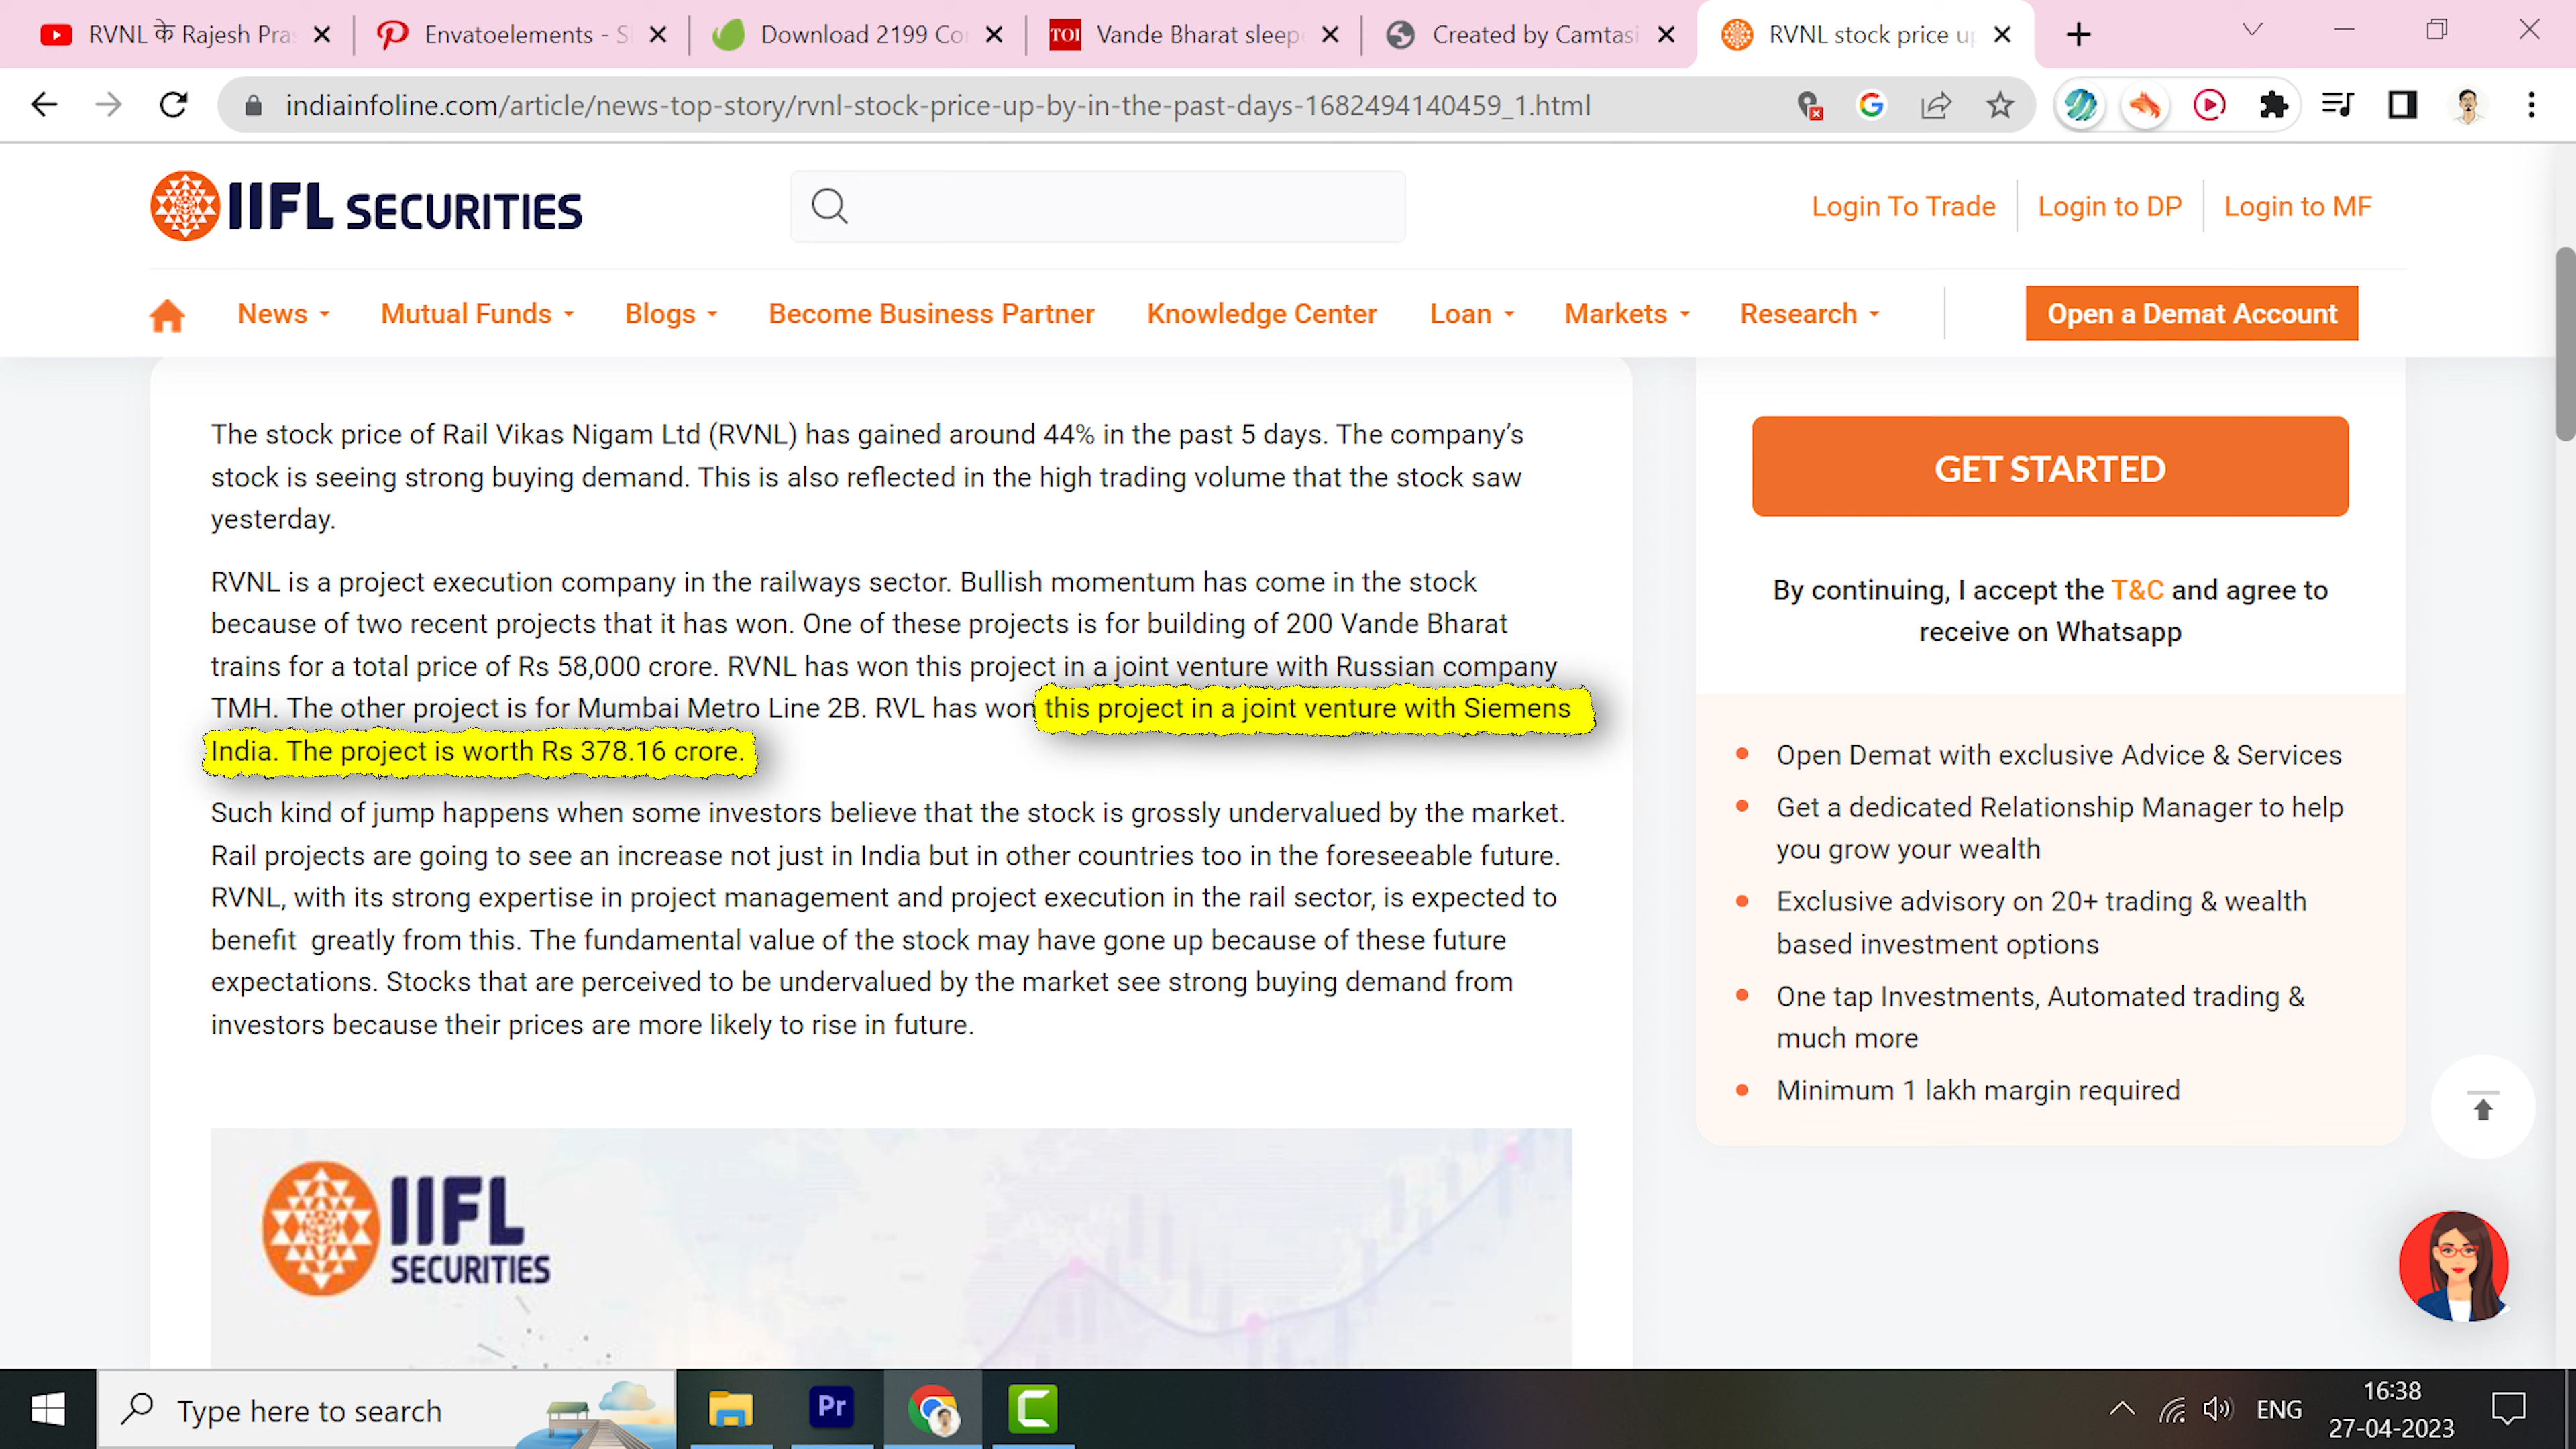 RVNL के Rajesh Pras
Envatoelements - S
Download 2199 Co
TOI
Vande Bharat sleep
Created by Camtasi
RVNL stock price up
indiainfoline.com/article/news-top-story/rvnl-stock-price-up-by-in-the-past-days-1682494140459_1.html
IIFL SECURITIES
Login To Trade
Login to DP
Login to MF
News
Mutual Funds
Blogs
Become Business Partner
Knowledge Center
Loan
Markets
Research
Open a Demat Account
The stock price of Rail Vikas Nigam Ltd (RVNL) has gained around 44% in the past 5 days. The company’s
stock is seeing strong buying demand. This is also reflected in the high trading volume that the stock saw
yesterday.
RVNL is a project execution company in the railways sector. Bullish momentum has come in the stock
because of two recent projects that it has won. One of these projects is for building of 200 Vande Bharat
trains for a total price of Rs 58,000 crore. RVNL has won this project in a joint venture with Russian company
TMH. The other project is for Mumbai Metro Line 2B. RVL has won this project in a joint venture with Siemens
India. The project is worth Rs 378.16 crore.
Such kind of jump happens when some investors believe that the stock is grossly undervalued by the market.
Rail projects are going to see an increase not just in India but in other countries too in the foreseeable future.
RVNL, with its strong expertise in project management and project execution in the rail sector, is expected to
benefit greatly from this. The fundamental value of the stock may have gone up because of these future
expectations. Stocks that are perceived to be undervalued by the market see strong buying demand from
investors because their prices are more likely to rise in future.
GET STARTED
By continuing, I accept the T&C and agree to
receive on Whatsapp
Open Demat with exclusive Advice & Services
Get a dedicated Relationship Manager to help
you grow your wealth
Exclusive advisory on 20+ trading & wealth
based investment options
One tap Investments, Automated trading &
much more
Minimum 1 lakh margin required
IIFL
SECURITIES
Type here to search
Pr
ENG
16:38
27-04-2023